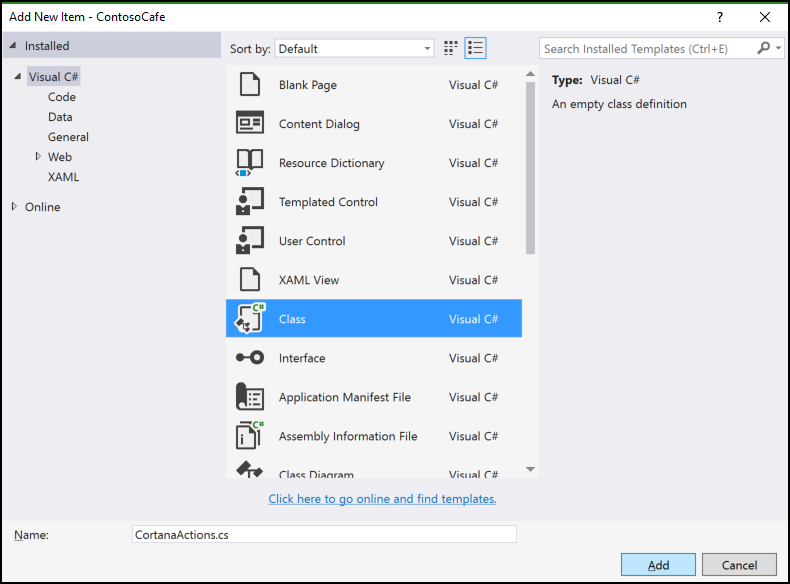 Add New Item - ContosoCafe
?
Installed
Sort by: Default
Search Installed Templates (Ctrl+E)
Visual C#
Code
Data
General
Web
XAML
Online
Blank Page Visual C#
Content Dialog Visual C#
Resource Dictionary Visual C#
Templated Control Visual C#
User Control Visual C#
XAML View Visual C#
C#
Class Visual C#
Interface Visual C#
Application Manifest File Visual C#
C#
Assembly Information File Visual C#
Class Diagram Visual C#
Type: Visual C#
An empty class definition
Click here to go online and find templates.
Name: CortanaActions.cs
Add Cancel